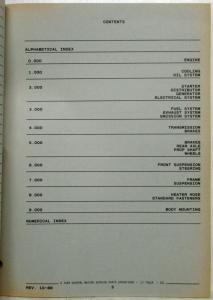 CONTENTS
ALPHABETICAL INDEX
0.000 ENGINE
1.000 COOLING
OIL SYSTEM
2.000 STARTER
DISTRIBUTOR
GENERATOR
ELECTRICAL SYSTEM
3.000 FUEL SYSTEM
EXHAUST SYSTEM
EMISSION SYSTEM
4.000 TRANSMISSION
BRAKES
5.000 BRAKES
REAR AXLE
PROP SHAFT
WHEELS
6.000 FRONT SUSPENSION
STEERING
7.000 FRAME
SUSPENSION
8.000 HEATER HOSE
STANDARD FASTENERS
9.000 BODY MOUNTING
NUMERICAL INDEX
REV.